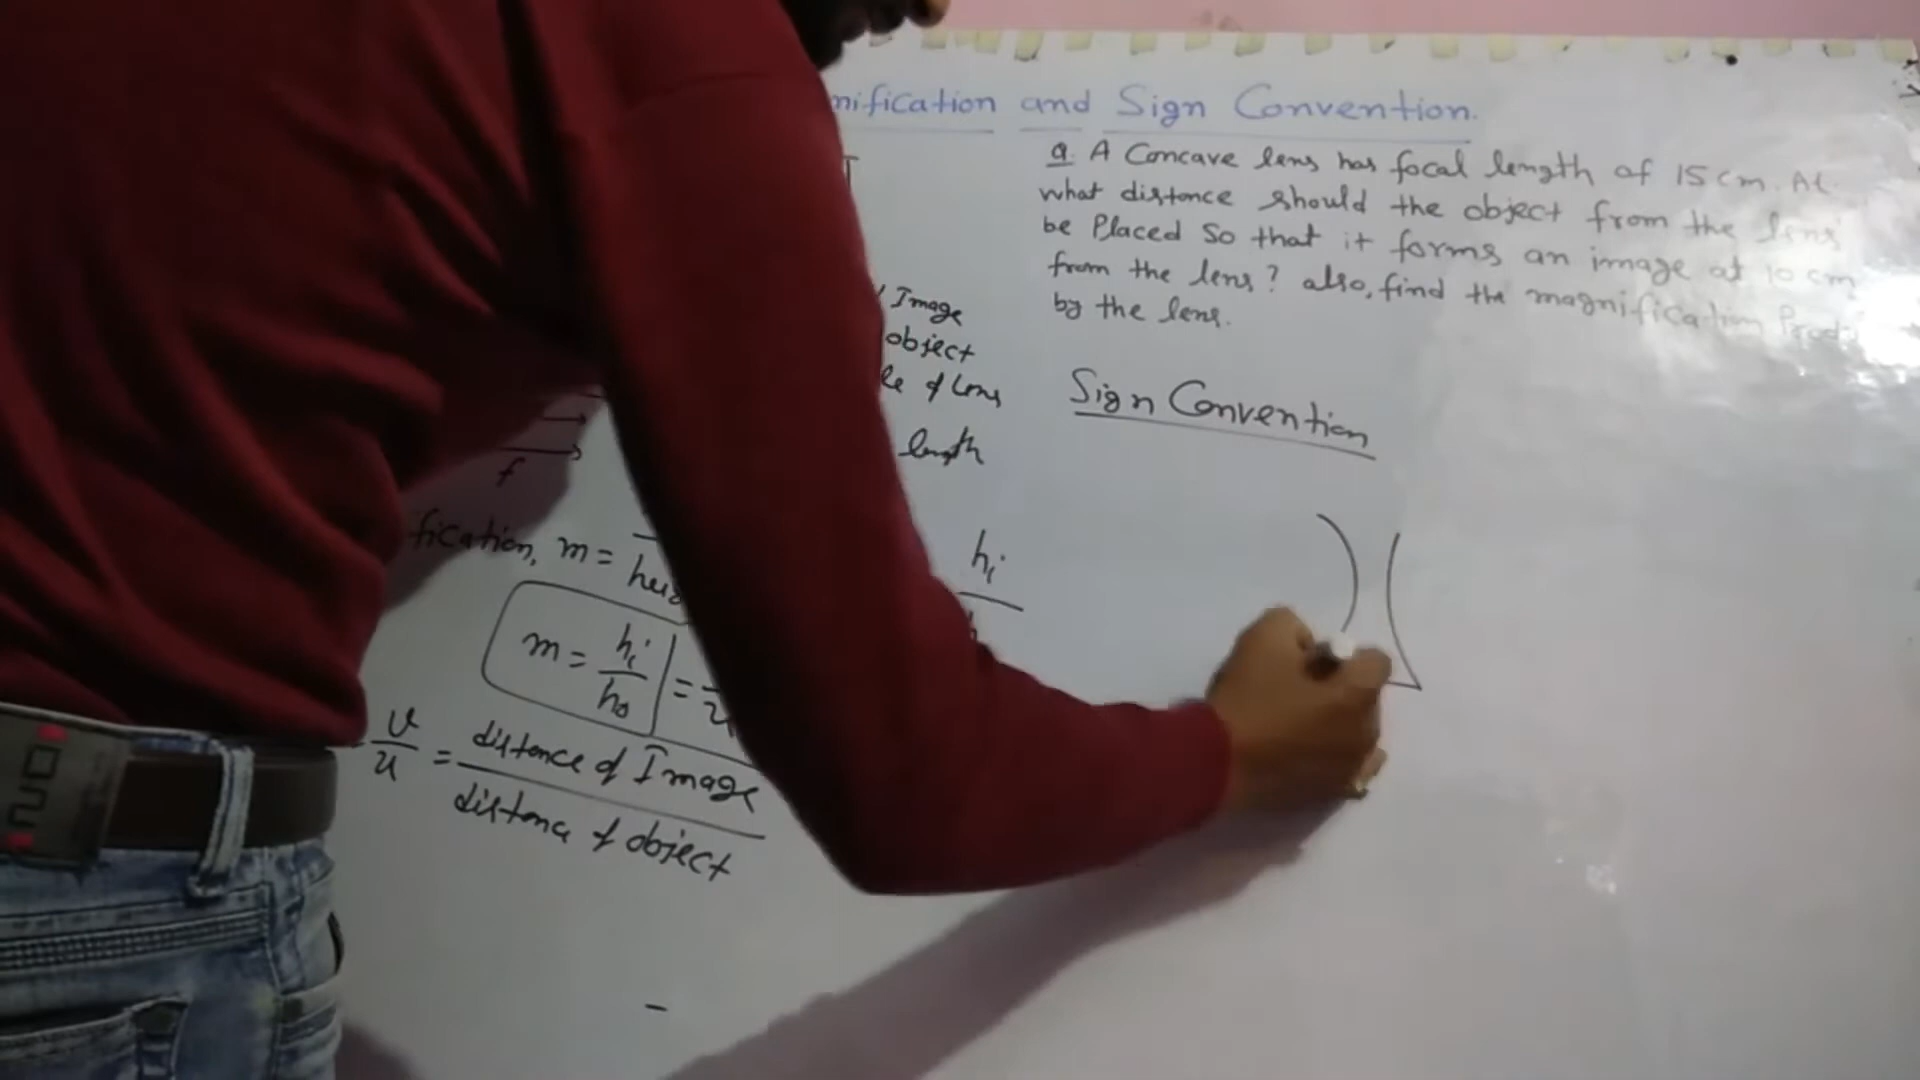 nification and Sign Convention.
Q. A Concave lens has focal length of 15 cm. At
what distance should the object from the lens
be Placed So that it forms an image at 10 cm
from the lens? also, find the magnification Prod
by the lens.
Image
object
of Lens
length
Sign Convention
f
fication, m =
hi
m = hi/ho =
v/u = distance of Image
distance of object